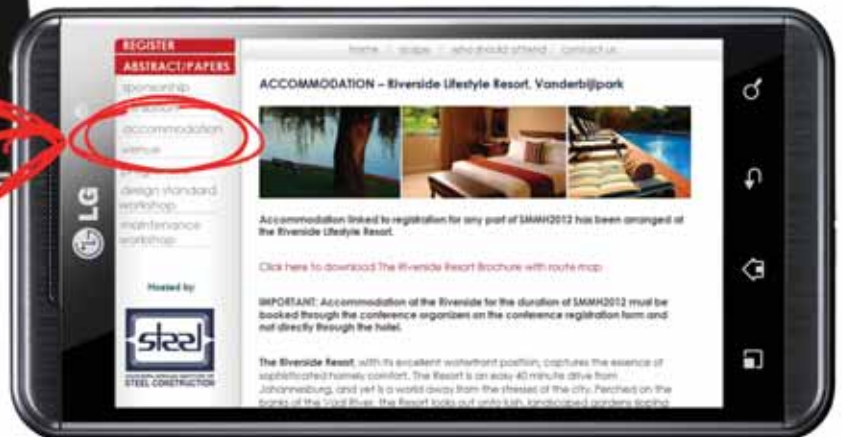 LG
REGISTER
ABSTRACT/PAPERS
sponsorship
accommodation
venue
design standard
workshop
maintenance
workshop
Hosted by
steel
STEEL CONSTRUCTION
home / scope / who should attend / contact us
ACCOMMODATION – Riverside Lifestyle Resort, Vanderbijlpark
Accommodation linked to registration for any part of SMMH2012 has been arranged at
the Riverside Lifestyle Resort.
Click here to download The Riverside Resort Brochure with route map
IMPORTANT: Accommodation at the Riverside for the duration of SMMH2012 must be
booked through the conference organizers on the conference registration form and
not directly through the hotel.
The Riverside Resort, with its excellent waterfront position, captures the essence of
sophisticated homely comfort. The Resort is an easy 40 minute drive from
Johannesburg, and yet is a world away from the stresses of the city. Perched on the
banks of the Vaal River, the Resort looks out onto lush, landscaped gardens sloping